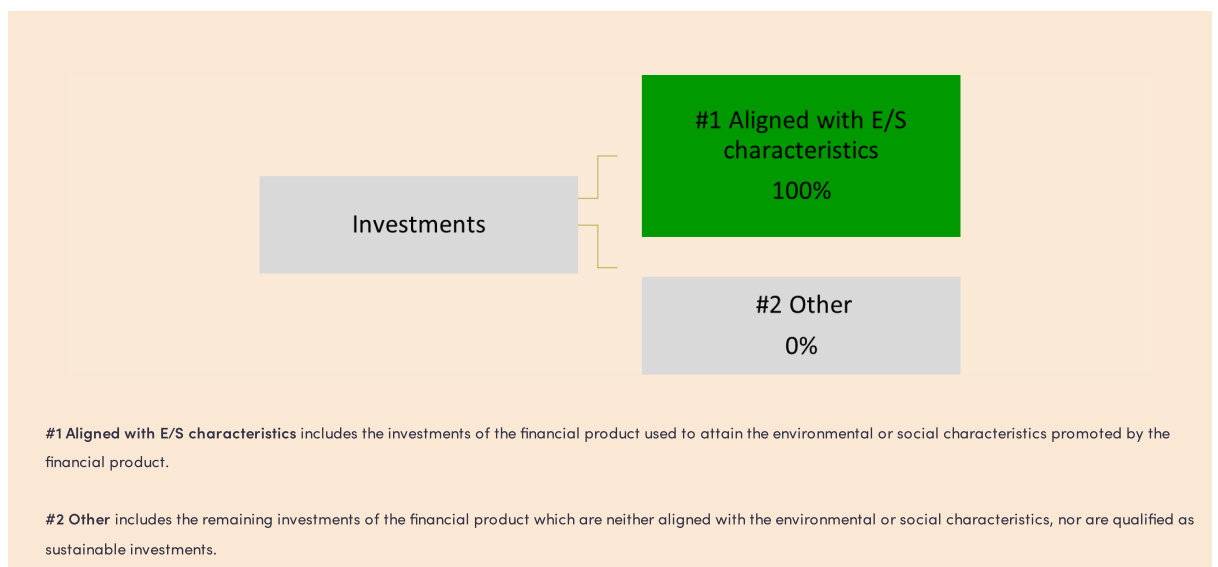 #1 Aligned with E/S
characteristics
100%
Investments
#2 Other
0%
#1 Aligned with E/S characteristics includes the investments of the financial product used to attain the environmental or social characteristics promoted by the
financial product.
#2 Other includes the remaining investments of the financial product which are neither aligned with the environmental or social characteristics, nor are qualified as
sustainable investments.